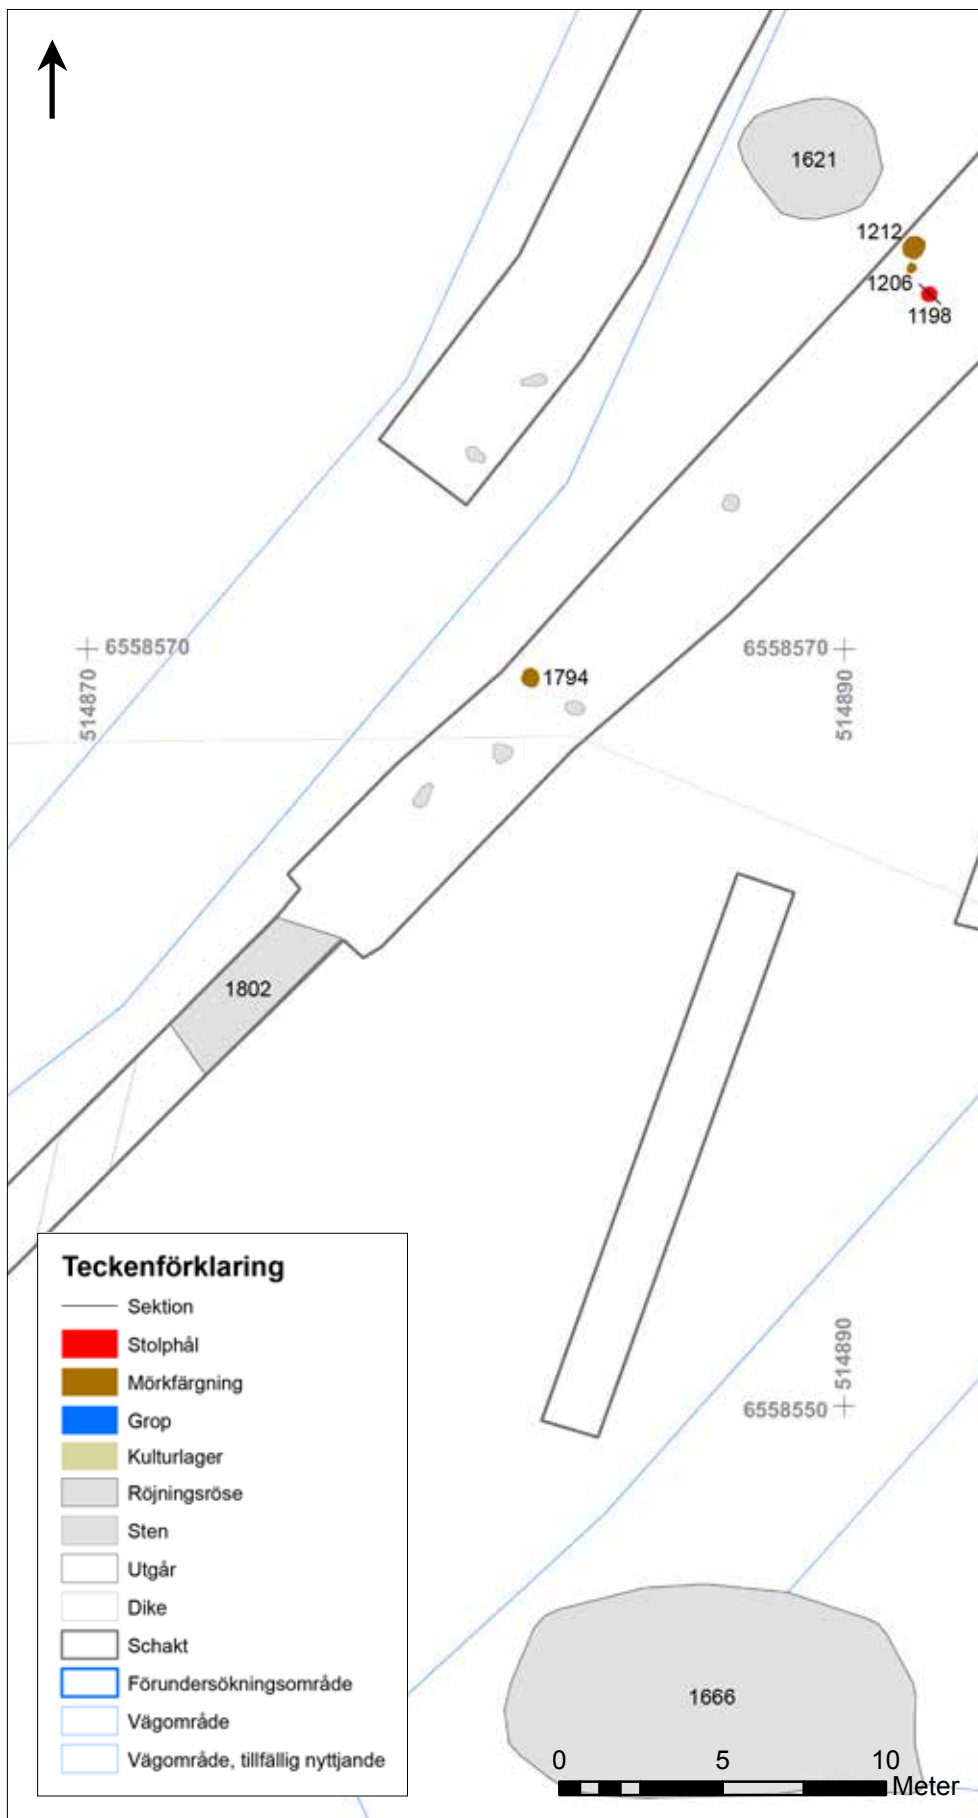 1621
1212
1206
1198
6558570
6558570
514870
1794
514890
1802
Teckenförklaring
Sektion
Stolphål
Mörkfärgning
Grop
Kulturlager
Röjningsröse
Sten
Utgår
Dike
Schakt
Förundersökningsområde
Vägområde
Vägområde, tillfällig nyttjande
514890
6558550
1666
0 5 10
Meter